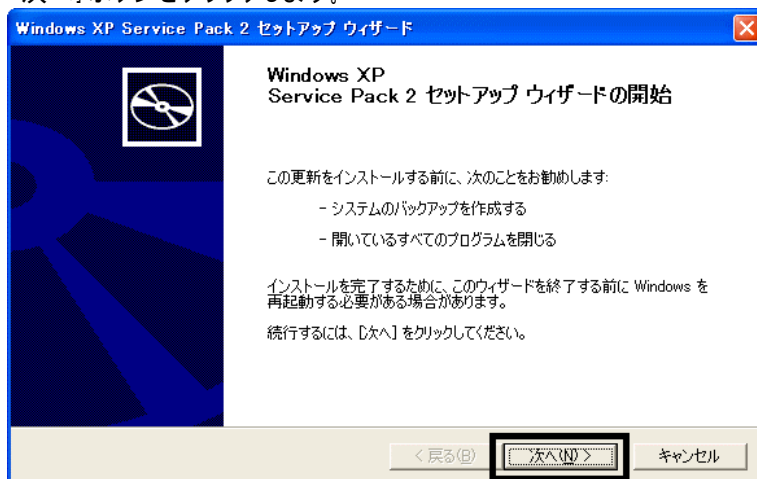 Windows XP Service Pack 2 セットアップ ウィザード
Windows XP
Service Pack 2 セットアップ ウィザードの開始
この更新をインストールする前に、次のことをお勧めします:
- システムのバックアップを作成する
- 開いているすべてのプログラムを閉じる
インストールを完了するために、このウィザードを終了する前に Windows を
再起動する必要がある場合があります。
続行するには、[次へ] をクリックしてください。
< 戻る(B)
次へ(N) >
キャンセル